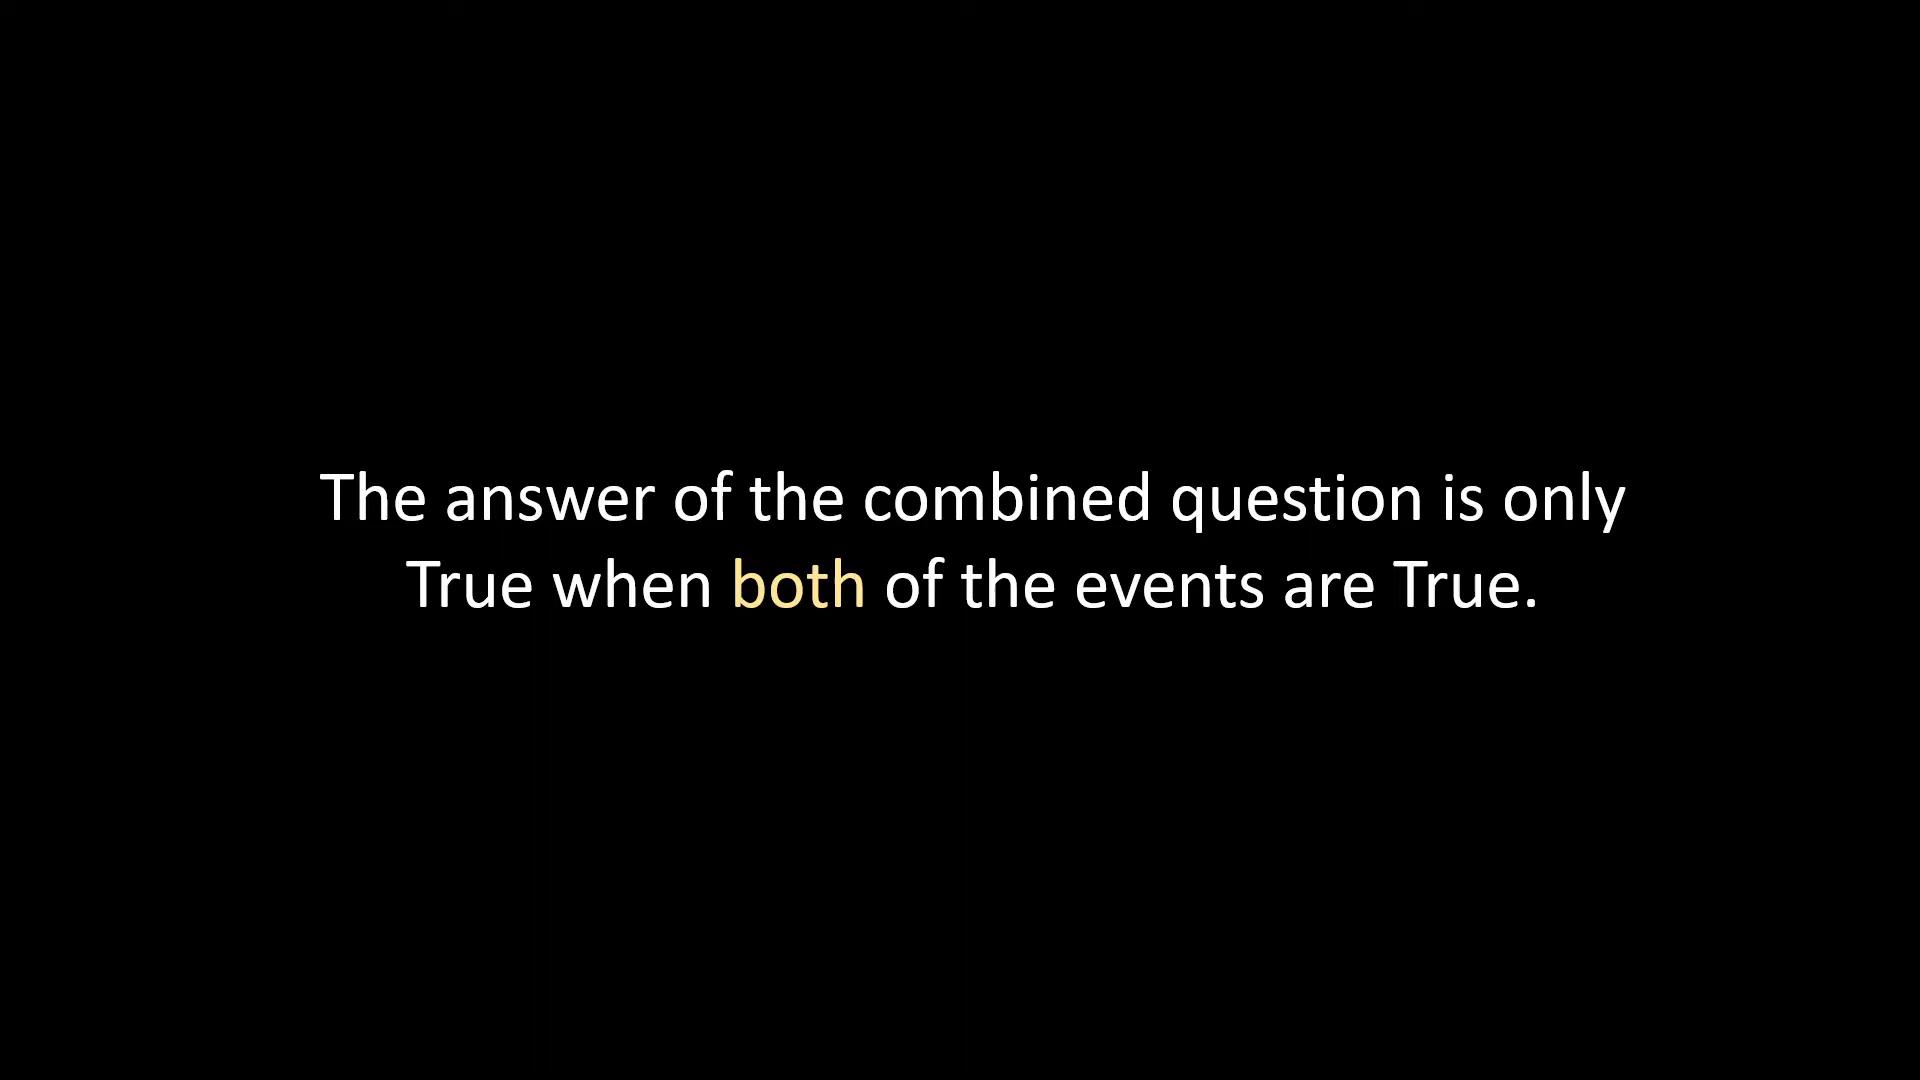 The answer of the combined question is only
True when both of the events are True.